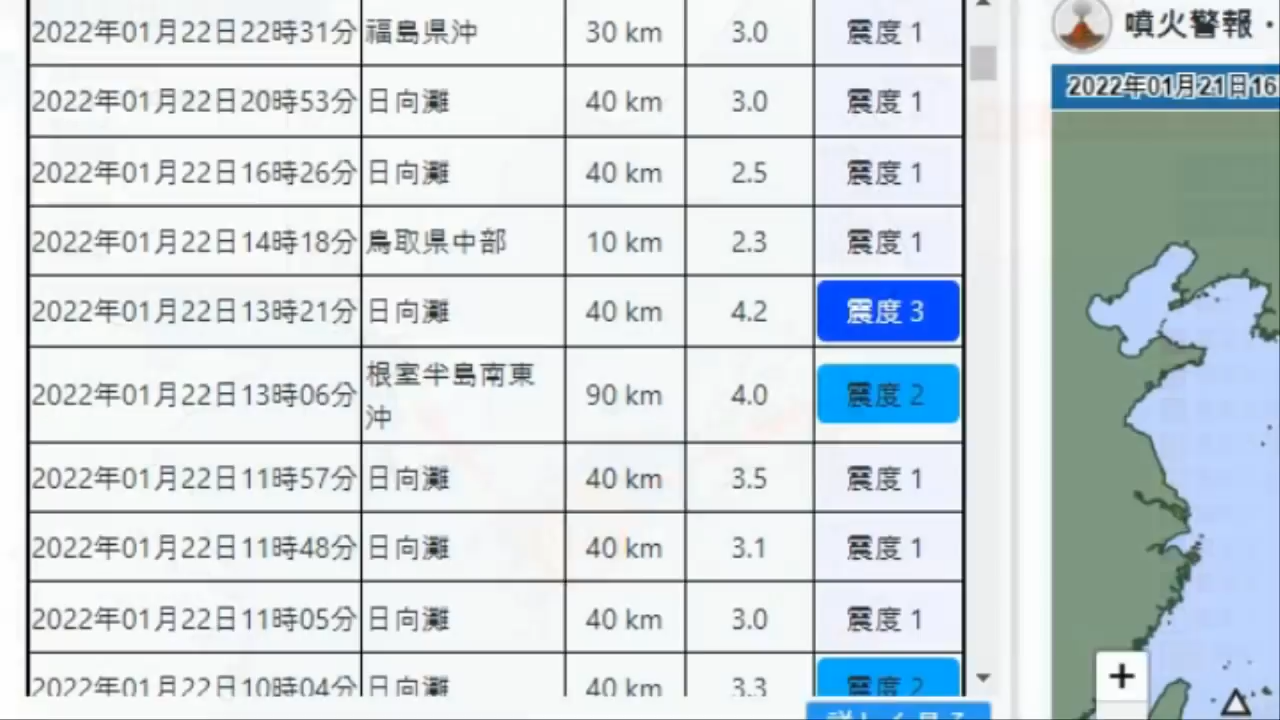 2022年01月22日22時31分 福島県沖 30 km 3.0 震度 1
2022年01月22日20時53分 日向灘 40 km 3.0 震度 1
2022年01月22日16時26分 日向灘 40 km 2.5 震度 1
2022年01月22日14時18分 鳥取県中部 10 km 2.3 震度 1
2022年01月22日13時21分 日向灘 40 km 4.2 震度 3
2022年01月22日13時06分 根室半島南東沖 90 km 4.0 震度 2
2022年01月22日11時57分 日向灘 40 km 3.5 震度 1
2022年01月22日11時48分 日向灘 40 km 3.1 震度 1
2022年01月22日11時05分 日向灘 40 km 3.0 震度 1
2022年01月22日10時04分 日向灘 40 km 3.3 震度 2
詳しく見る
噴火警報・
2022年01月21日16
+